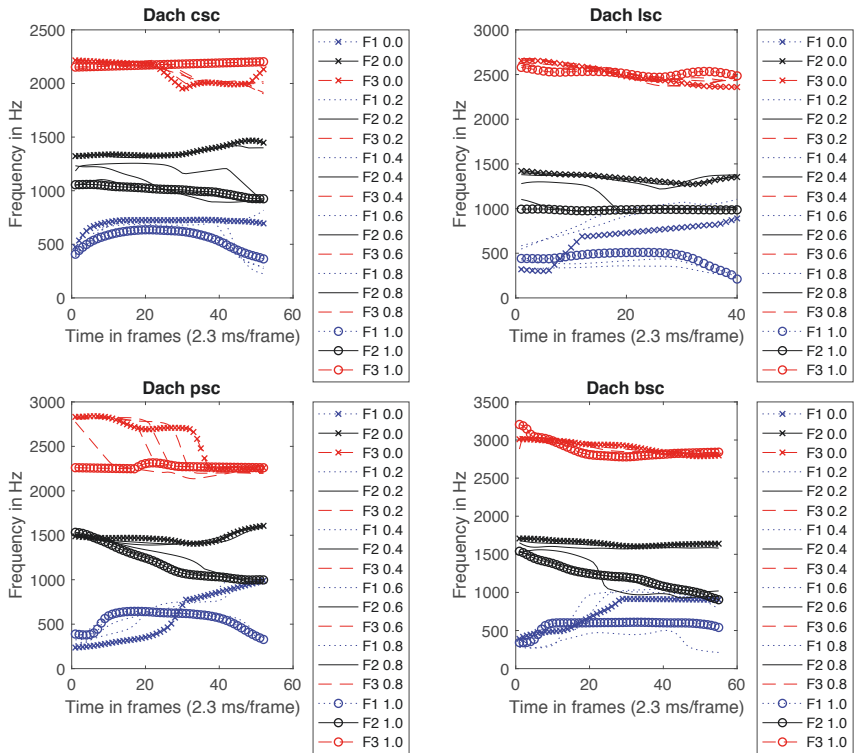 Dach csc
2500
2000
1500
1000
500
0
0 20 40 60
Frequency in Hz
Time in frames (2.3 ms/frame)
F1 0.0
F2 0.0
F3 0.0
F1 0.2
F2 0.2
F3 0.2
F1 0.4
F2 0.4
F3 0.4
F1 0.6
F2 0.6
F3 0.6
F1 0.8
F2 0.8
F3 0.8
F1 1.0
F2 1.0
F3 1.0
Dach lsc
3000
2500
2000
1500
1000
500
0
0 20 40
Frequency in Hz
Time in frames (2.3 ms/frame)
F1 0.0
F2 0.0
F3 0.0
F1 0.2
F2 0.2
F3 0.2
F1 0.4
F2 0.4
F3 0.4
F1 0.6
F2 0.6
F3 0.6
F1 0.8
F2 0.8
F3 0.8
F1 1.0
F2 1.0
F3 1.0
Dach psc
3000
2500
2000
1500
1000
500
0
0 20 40 60
Frequency in Hz
Time in frames (2.3 ms/frame)
F1 0.0
F2 0.0
F3 0.0
F1 0.2
F2 0.2
F3 0.2
F1 0.4
F2 0.4
F3 0.4
F1 0.6
F2 0.6
F3 0.6
F1 0.8
F2 0.8
F3 0.8
F1 1.0
F2 1.0
F3 1.0
Dach bsc
3500
3000
2500
2000
1500
1000
500
0
0 20 40 60
Frequency in Hz
Time in frames (2.3 ms/frame)
F1 0.0
F2 0.0
F3 0.0
F1 0.2
F2 0.2
F3 0.2
F1 0.4
F2 0.4
F3 0.4
F1 0.6
F2 0.6
F3 0.6
F1 0.8
F2 0.8
F3 0.8
F1 1.0
F2 1.0
F3 1.0